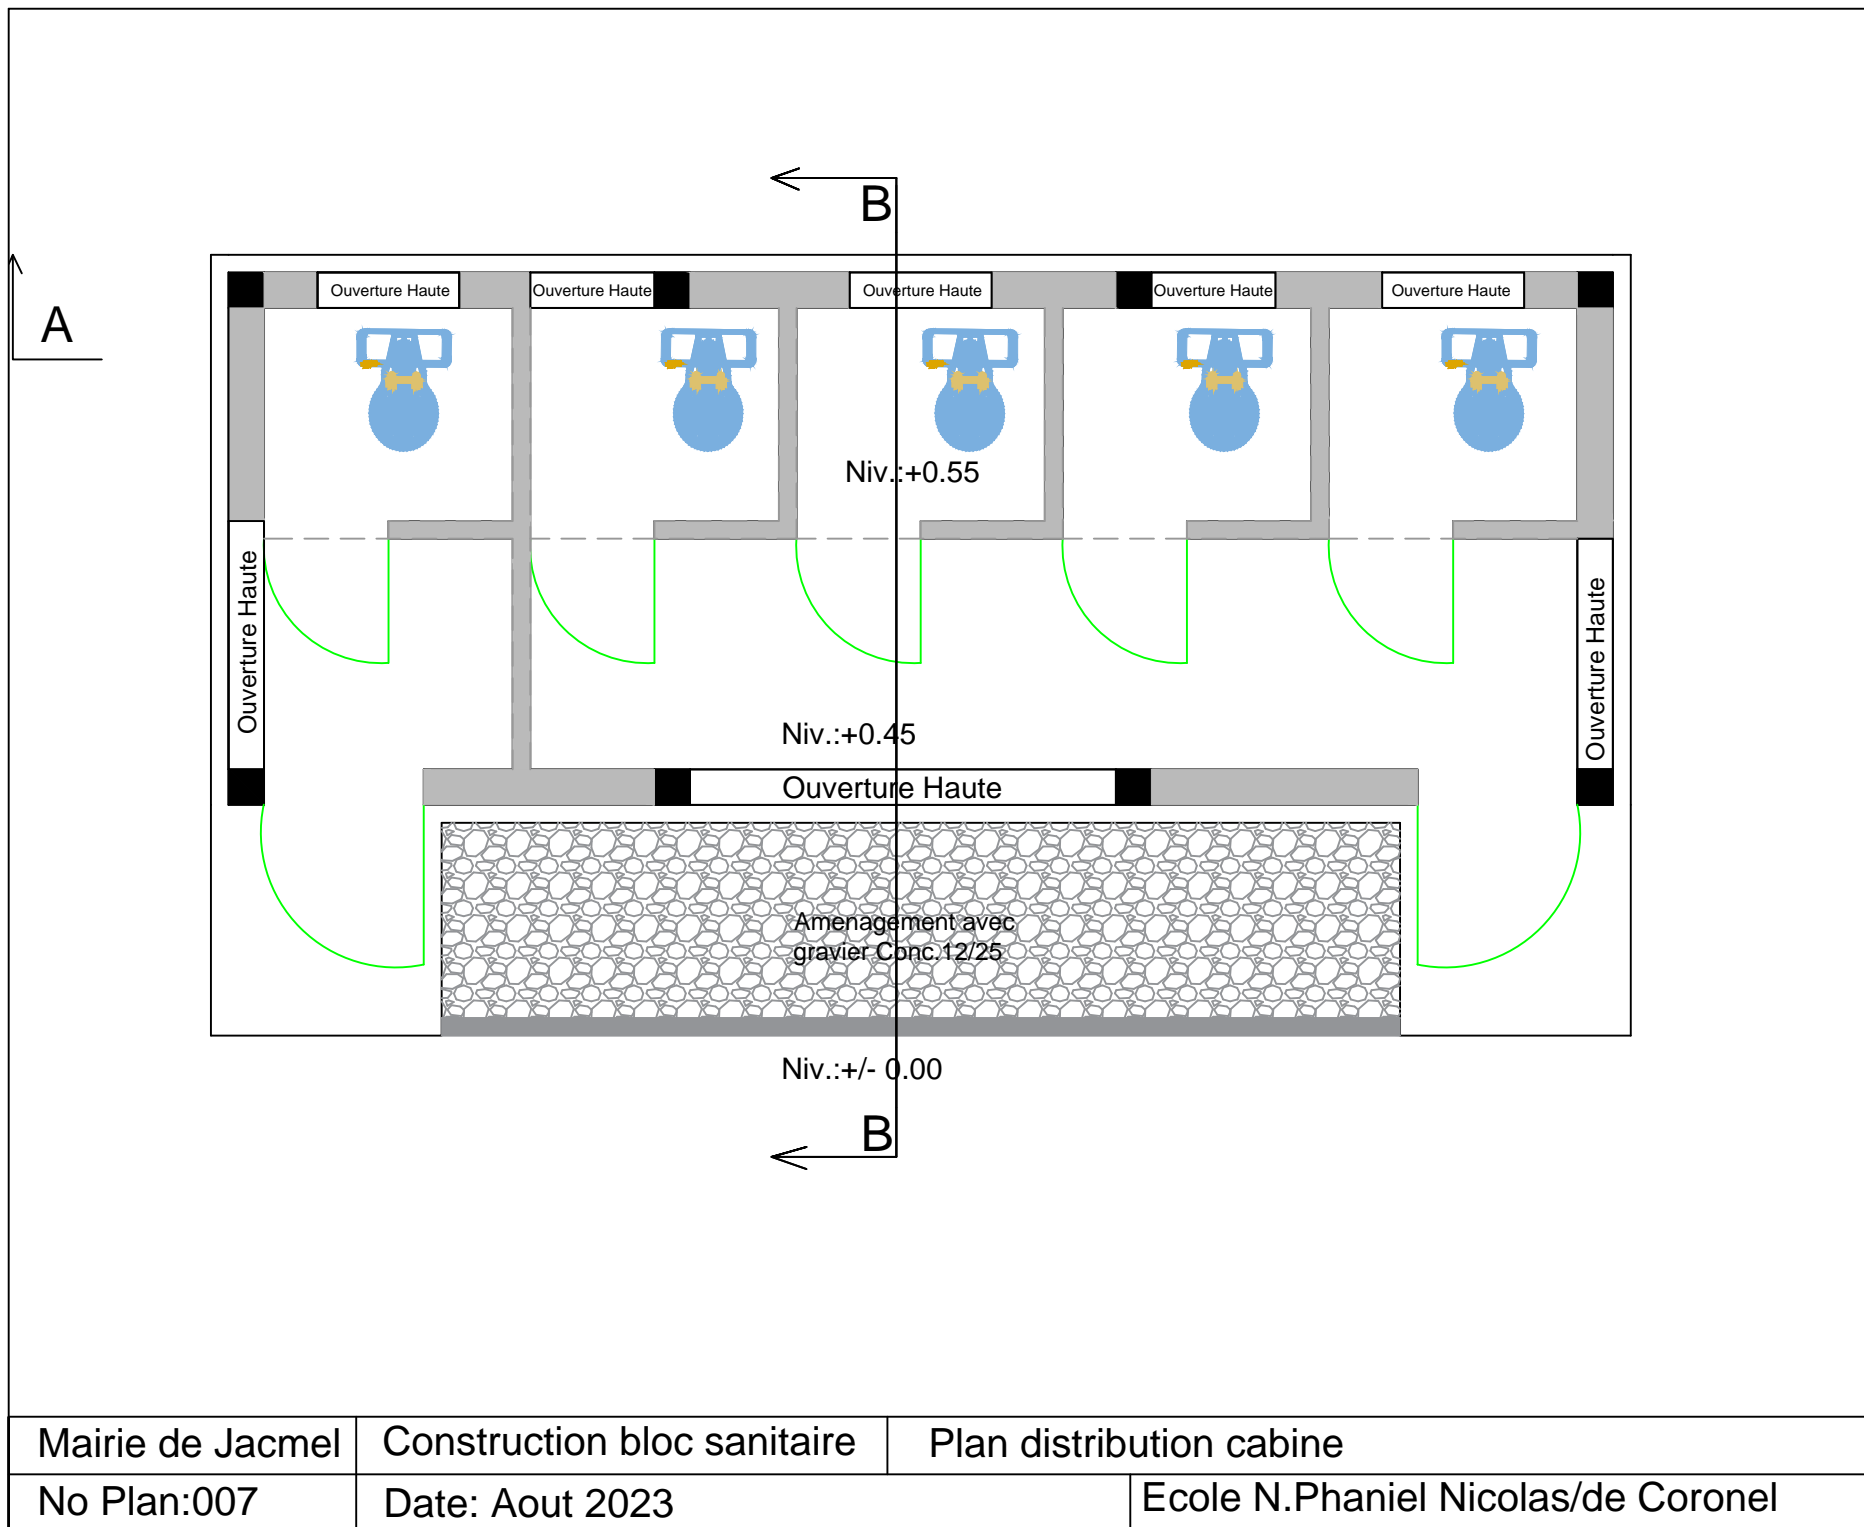 B
A
Ouverture Haute
Ouverture Haute
Ouverture Haute
Ouverture Haute
Ouverture Haute
Niv.:+0.55
Ouverture Haute
Ouverture Haute
Niv.:+0.45
Ouverture Haute
Amenagement avec
gravier Conc.12/25
Niv.:+/- 0.00
B
Mairie de Jacmel
Construction bloc sanitaire
Plan distribution cabine
No Plan:007
Date: Aout 2023
Ecole N.Phaniel Nicolas/de Coronel